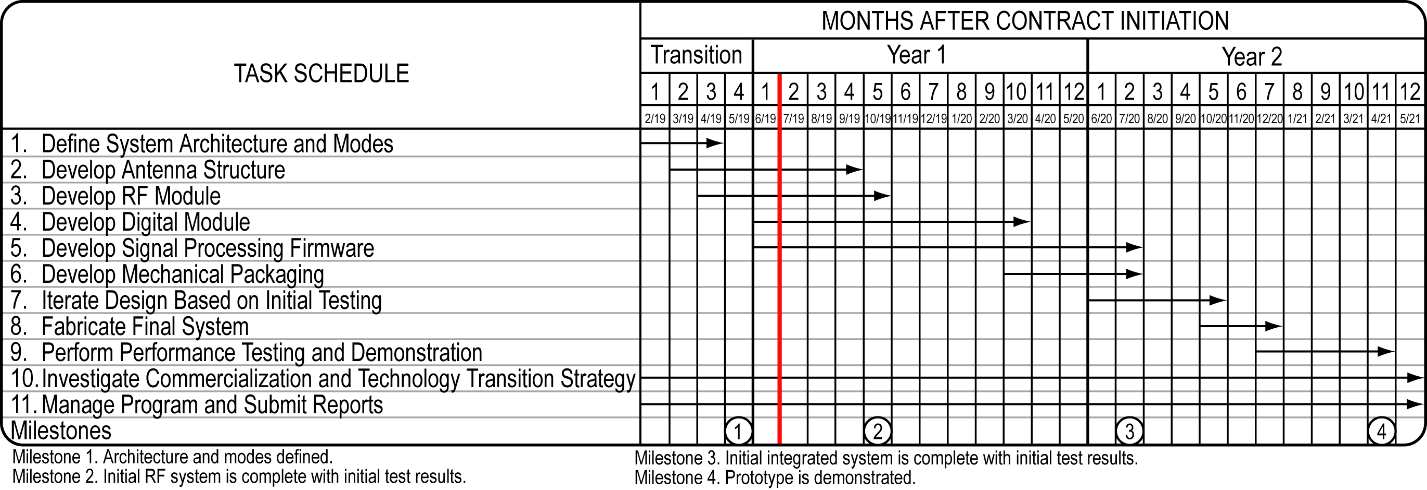 MONTHS AFTER CONTRACT INITIATION
TASK SCHEDULE
Transition Year 1 Year 2
1 2 3 4 1 2 3 4 5 6 7 8 9 10 11 12 1 2 3 4 5 6 7 8 9 10 11 12
2/19 3/19 4/19 5/19 6/19 7/19 8/19 9/19 10/19 11/19 12/19 1/20 2/20 3/20 4/20 5/20 6/20 7/20 8/20 9/20 10/20 11/20 12/20 1/21 2/21 3/21 4/21 5/21
1. Define System Architecture and Modes
2. Develop Antenna Structure
3. Develop RF Module
4. Develop Digital Module
5. Develop Signal Processing Firmware
6. Develop Mechanical Packaging
7. Iterate Design Based on Initial Testing
8. Fabricate Final System
9. Perform Performance Testing and Demonstration
10. Investigate Commercialization and Technology Transition Strategy
11. Manage Program and Submit Reports
Milestones 1 2 3 4
Milestone 1. Architecture and modes defined.
Milestone 2. Initial RF system is complete with initial test results.
Milestone 3. Initial integrated system is complete with initial test results.
Milestone 4. Prototype is demonstrated.